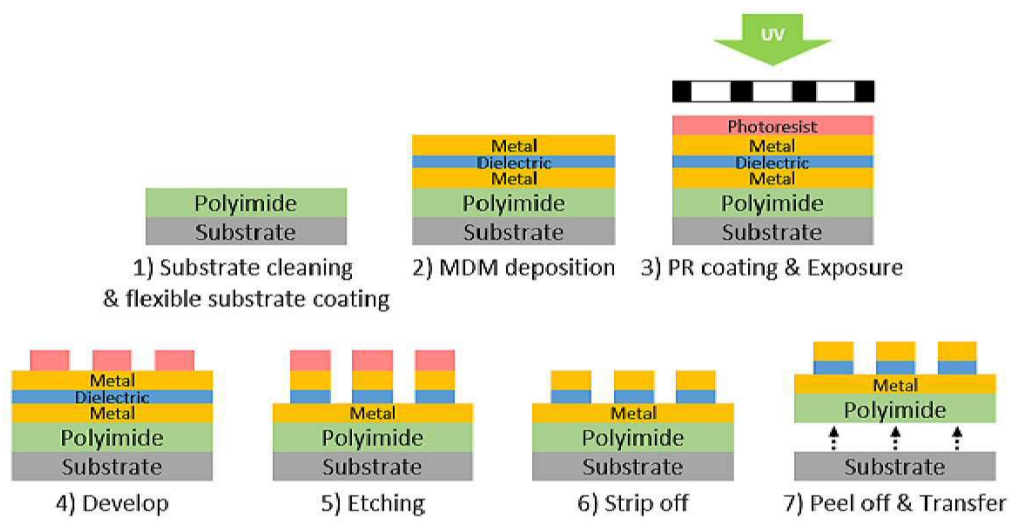 UV
Polyimide
Substrate
1) Substrate cleaning
& flexible substrate coating
Metal
Dielectric
Metal
Polyimide
Substrate
2) MDM deposition
Photoresist
Metal
Dielectric
Metal
Polyimide
Substrate
3) PR coating & Exposure
Metal
Dielectric
Metal
Polyimide
Substrate
4) Develop
Metal
Polyimide
Substrate
5) Etching
Metal
Polyimide
Substrate
6) Strip off
Metal
Polyimide
Substrate
7) Peel off & Transfer